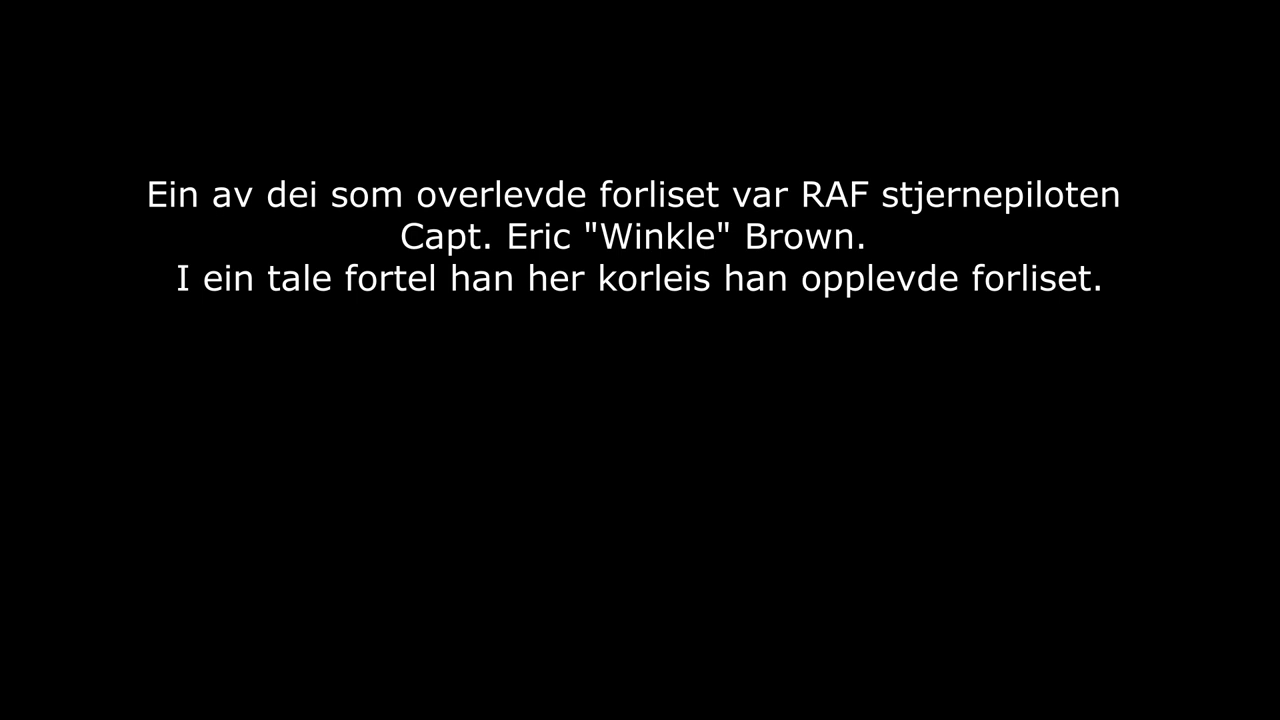 Ein av dei som overlevde forliset var RAF stjernepiloten
Capt. Eric "Winkle" Brown.
I ein tale fortel han her korleis han opplevde forliset.